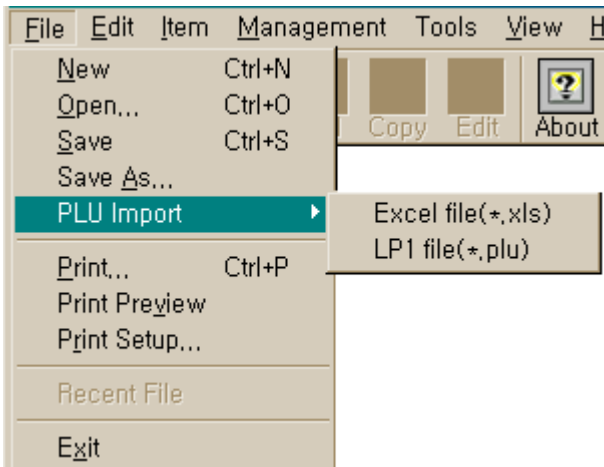 File Edit Item Management Tools View H
New Ctrl+N
Open,,, Ctrl+O
Save Ctrl+S
Save As,,,
PLU Import
Excel file(*,xls)
LP1 file(*,plu)
Print,,, Ctrl+P
Print Preview
Print Setup,,,
Recent File
Exit
Copy Edit About